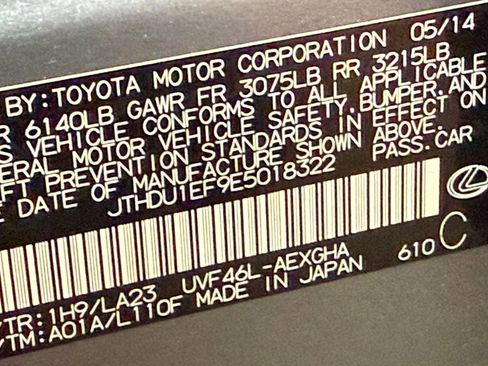 BY: TOYOTA MOTOR CORPORATION 05/14
R 6140LB GAWR FR 3075LB RR 3215LB
S VEHICLE CONFORMS TO ALL APPLICABLE
ERAL MOTOR VEHICLE SAFETY, BUMPER, AND
FT PREVENTION STANDARDS IN EFFECT ON
E DATE OF MANUFACTURE SHOWN ABOVE.
JTHDU1EF9E5018322 PASS. CAR
C
/TR: 1H9/LA23 UVF46L-AEXGHA 610
/TM: A01A/L110F MADE IN JAPAN